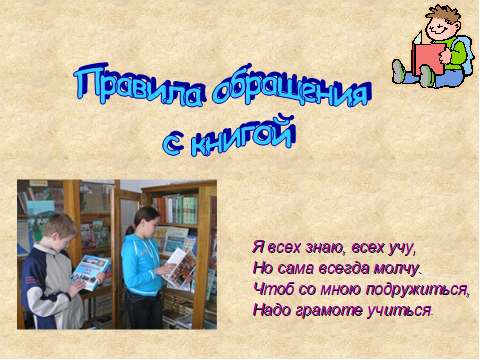 Правила обращения
с книгой
Я всех знаю, всех учу,
Но сама всегда молчу.
Чтоб со мною подружиться,
Надо грамоте учиться.